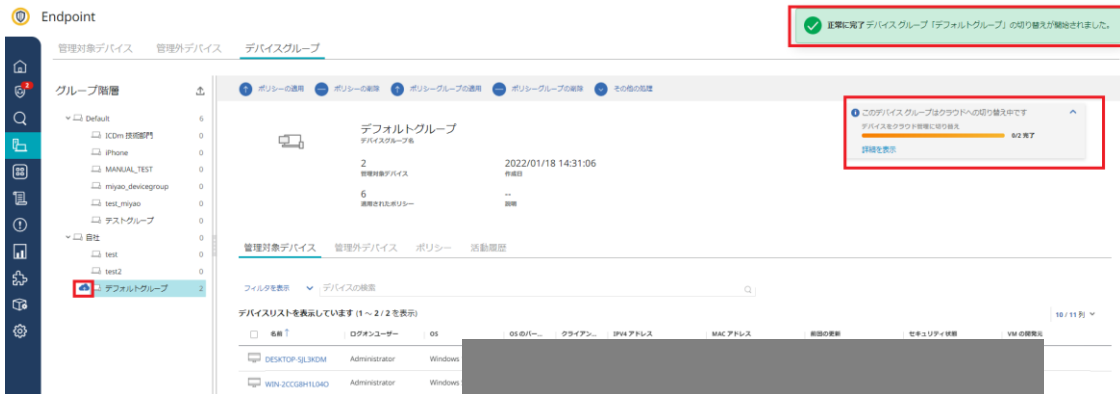 Endpoint
正常に完了 デバイス グループ「デフォルトグループ」の切り替えが開始されました。
管理対象デバイス 管理外デバイス デバイスグループ
2
グループ階層
Default 6
ICDm 技術部門 0
iPhone 0
MANUAL_TEST 0
miyao_devicegroup 0
test_miyao 0
テストグループ 0
自社 0
test 0
test2 0
デフォルトグループ 2
ポリシーの適用 ポリシーの削除 ポリシーグループの適用 ポリシーグループの削除 その他の処理
デフォルトグループ
デバイスグループ名
2 2022/01/18 14:31:06
管理対象デバイス 作成日
6 --
適用されたポリシー 説明
このデバイス グループはクラウドへの切り替え中です
デバイスをクラウド管理に切り替え
0/2 完了
詳細を表示
管理対象デバイス 管理外デバイス ポリシー 活動履歴
フィルタを表示 デバイスの検索
デバイスリストを表示しています (1 ～ 2 / 2 を表示) 10 / 11 列
名前 ログオンユーザー OS OS のバー... クライアン... IPV4 アドレス MAC アドレス 前回の更新 セキュリティ状態 VM の開発元
DESKTOP-5JL3KDM Administrator Windows
WIN-2CCG8H1L04O Administrator Windows